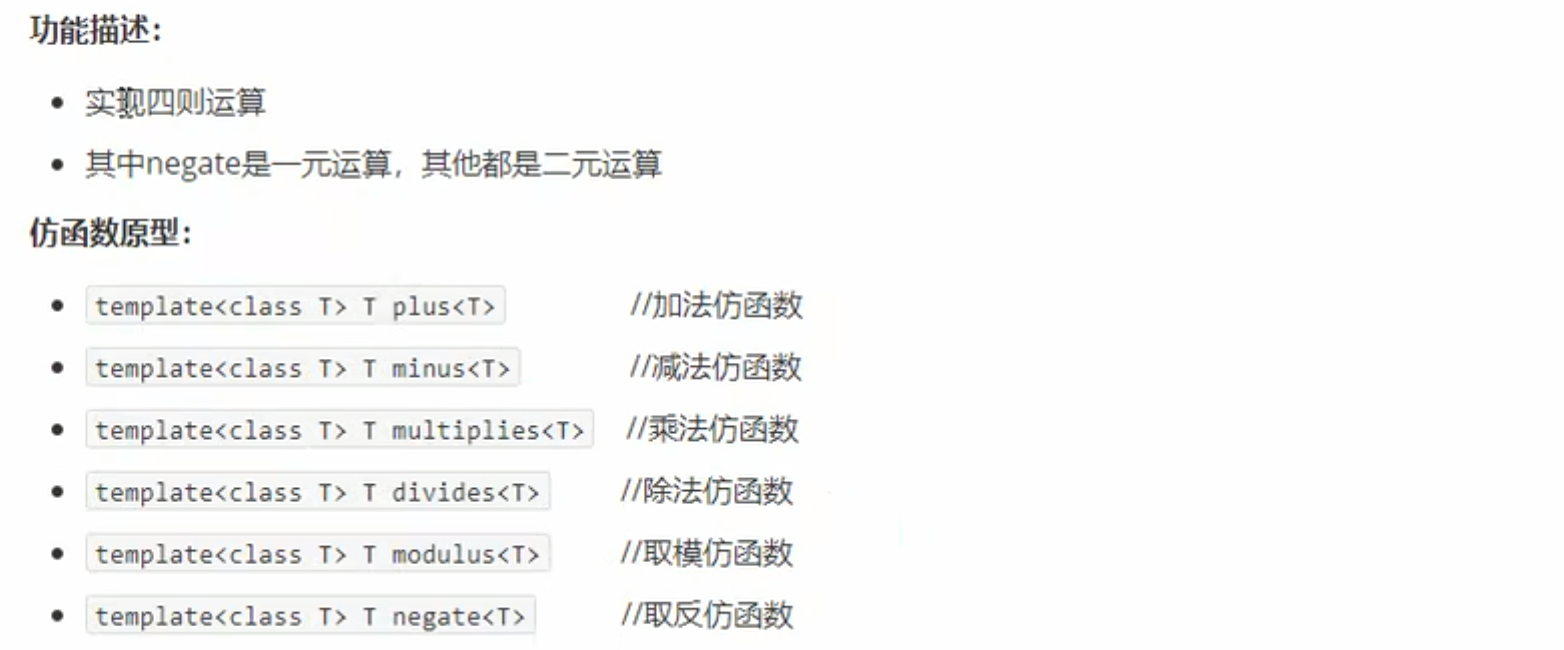 功能描述：
实现四则运算
其中negate是一元运算，其他都是二元运算
仿函数原型：
template<class T> T plus<T> //加法仿函数
template<class T> T minus<T> //减法仿函数
template<class T> T multiplies<T> //乘法仿函数
template<class T> T divides<T> //除法仿函数
template<class T> T modulus<T> //取模仿函数
template<class T> T negate<T> //取反仿函数